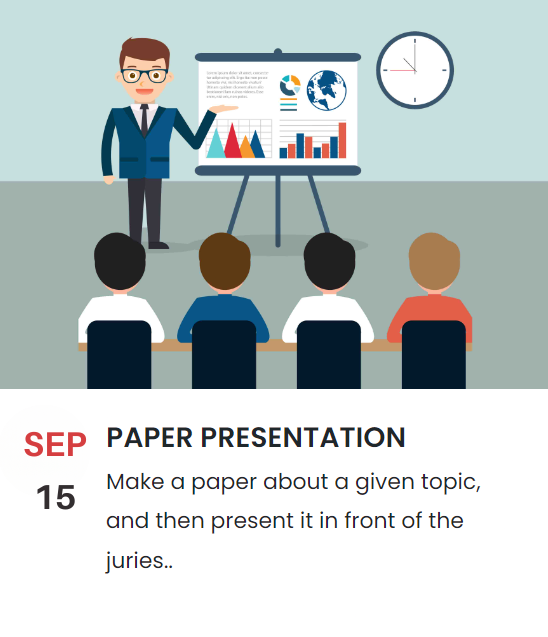 SEP
15
PAPER PRESENTATION
Make a paper about a given topic,
and then present it in front of the
juries..